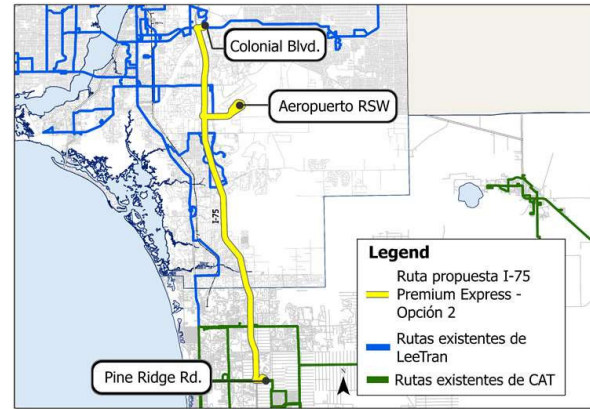 Colonial Blvd.
Aeropuerto RSW
I-75
Legend
Ruta propuesta I-75
Premium Express -
Opción 2
Rutas existentes de
LeeTran
Rutas existentes de CAT
Pine Ridge Rd.
N